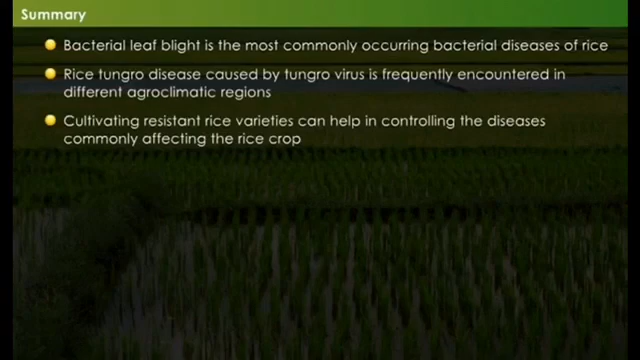 Summary
Bacterial leaf blight is the most commonly occurring bacterial diseases of rice
Rice tungro disease caused by tungro virus is frequently encountered in
different agroclimatic regions
Cultivating resistant rice varieties can help in controlling the diseases
commonly affecting the rice crop